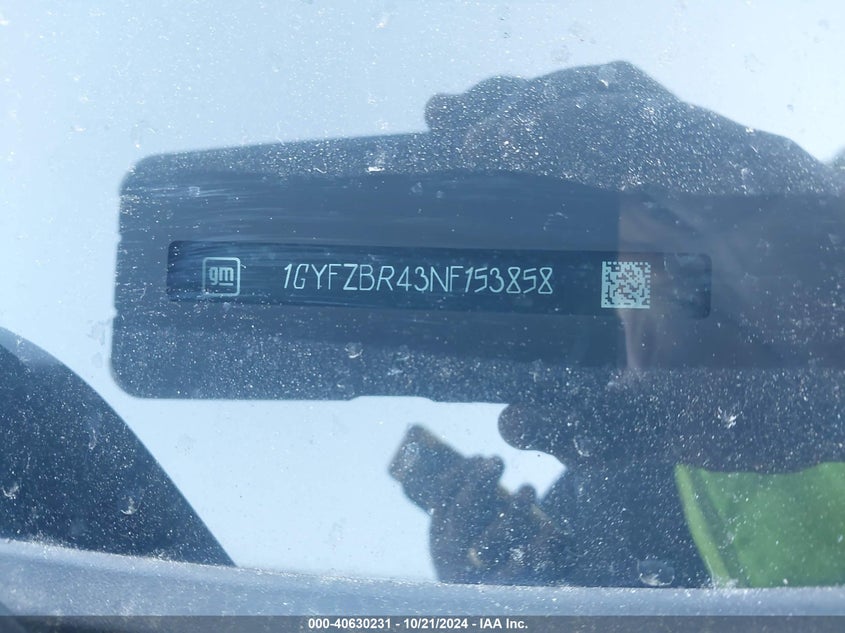 gm 1GYFZBR43NF153858
000-40630231 - 10/21/2024 - IAA Inc.